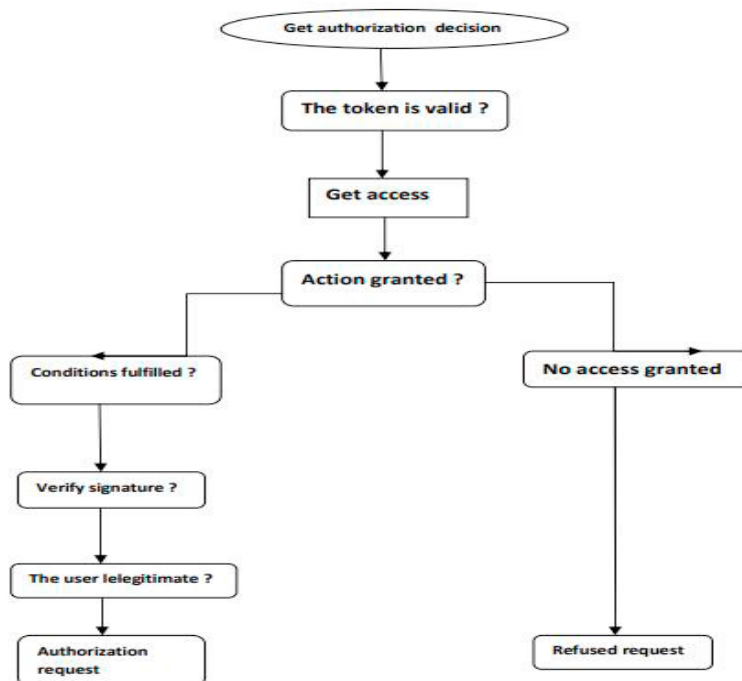 Get authorization decision
The token is valid ?
Get access
Action granted ?
Conditions fulfilled ?
No access granted
Verify signature ?
The user lelegitimate ?
Authorization
request
Refused request